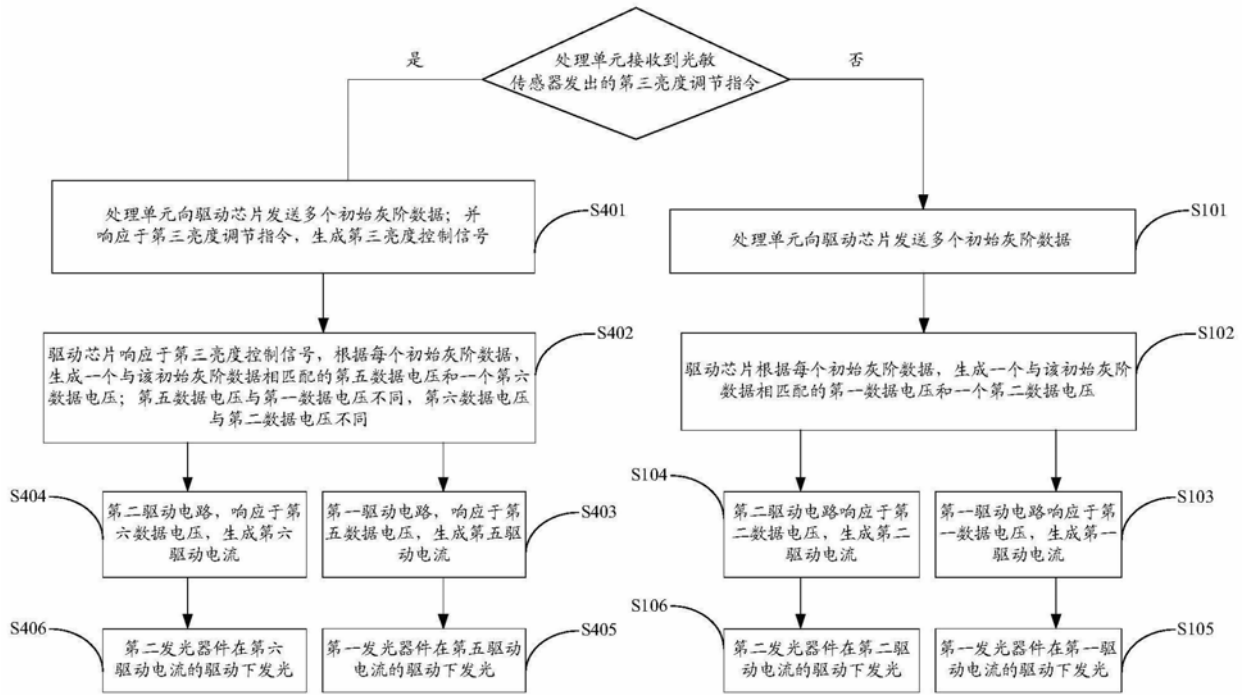 是
处理单元接收到光敏
传感器发出的第三亮度调节指令
否
处理单元向驱动芯片发送多个初始灰阶数据；并
响应于第三亮度调节指令，生成第三亮度控制信号
S401
处理单元向驱动芯片发送多个初始灰阶数据
S101
驱动芯片响应于第三亮度控制信号，根据每个初始灰阶数据，
生成一个与该初始灰阶数据相匹配的第五数据电压和一个第六
数据电压；第五数据电压与第一数据电压不同，第六数据电压
与第二数据电压不同
S402
驱动芯片根据每个初始灰阶数据，生成一个与该初始灰阶
数据相匹配的第一数据电压和一个第二数据电压
S102
S404
第二驱动电路，响应于第
六数据电压，生成第六
驱动电流
第一驱动电路，响应于第
五数据电压，生成第五驱
动电流
S403
S104
第二驱动电路响应于第
二数据电压，生成第二
驱动电流
第一驱动电路响应于第
一数据电压，生成第一
驱动电流
S103
S406
第二发光器件在第六
驱动电流的驱动下发光
第一发光器件在第五驱动
电流的驱动下发光
S405
S106
第二发光器件在第二驱
动电流的驱动下发光
第一发光器件在第一驱
动电流的驱动下发光
S105